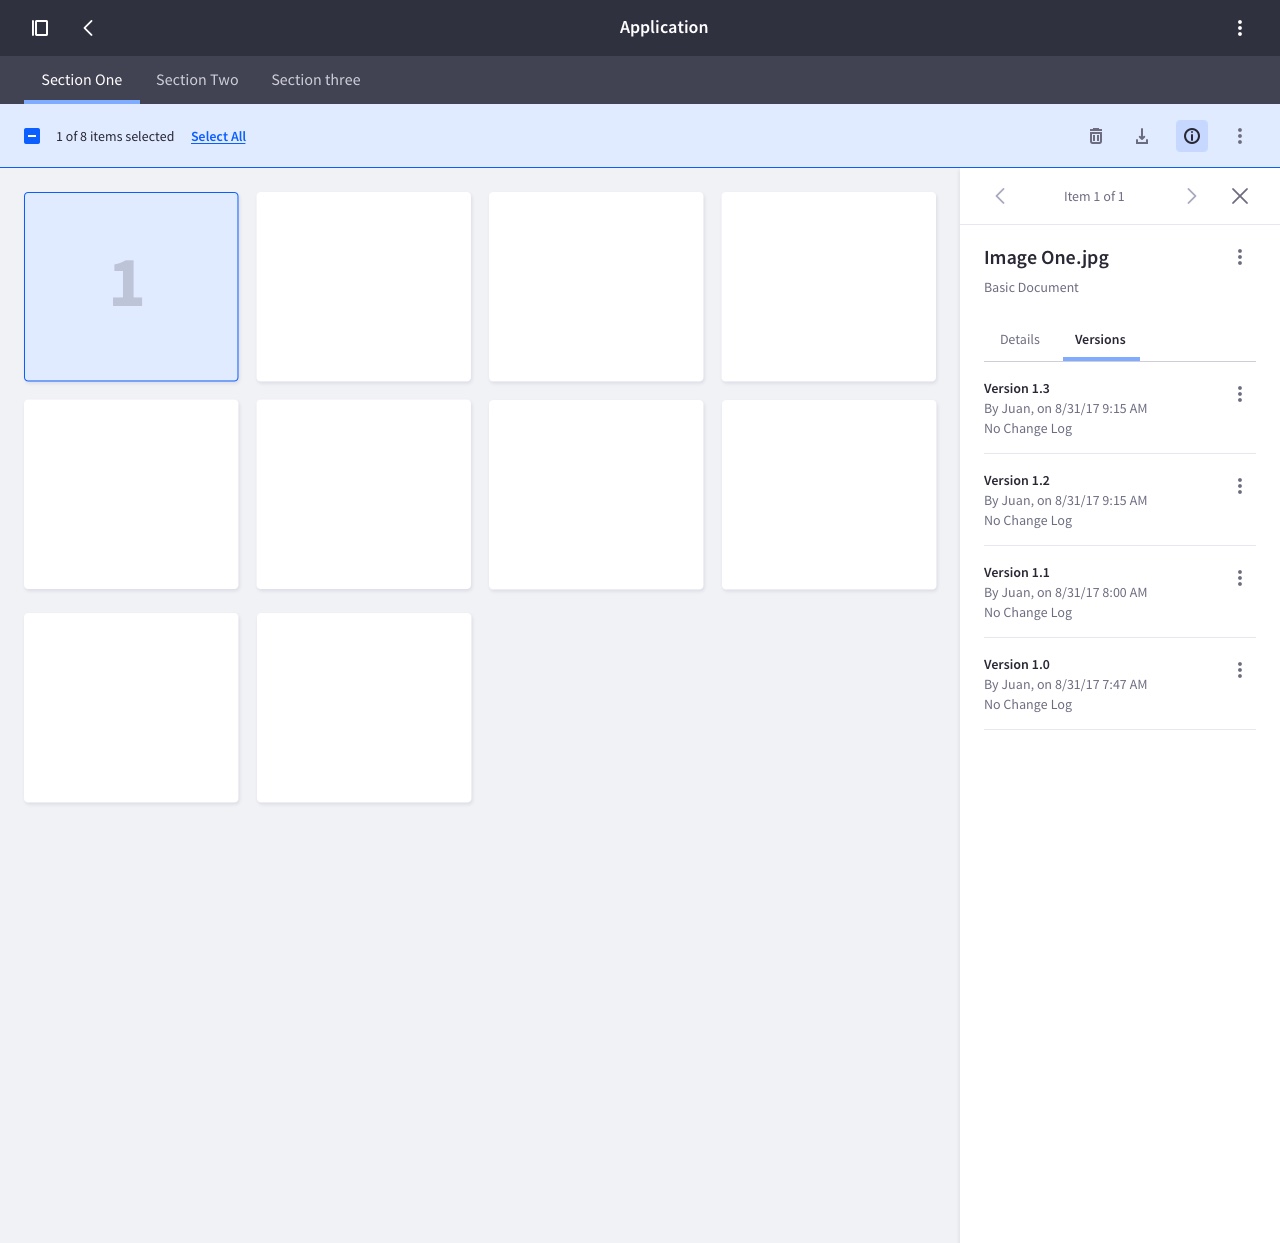 Application
Section One
Section Two
Section three
1 of 8 items selected
Select All
1
Item 1 of 1
Image One.jpg
Basic Document
Details
Versions
Version 1.3
By Juan, on 8/31/17 9:15 AM
No Change Log
Version 1.2
By Juan, on 8/31/17 9:15 AM
No Change Log
Version 1.1
By Juan, on 8/31/17 8:00 AM
No Change Log
Version 1.0
By Juan, on 8/31/17 7:47 AM
No Change Log